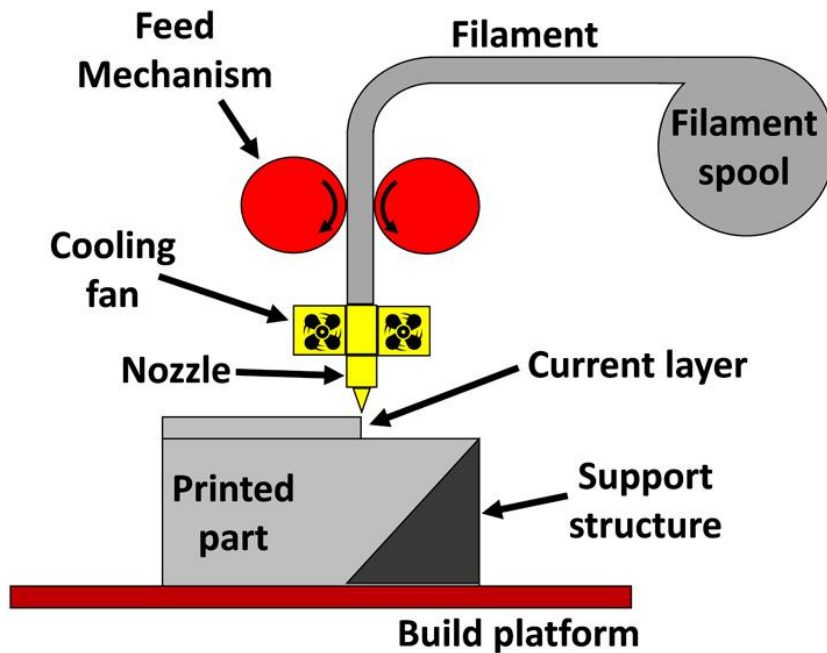 Feed
Mechanism
Filament
Filament
spool
Cooling
fan
Nozzle
Current layer
Printed
part
Support
structure
Build platform